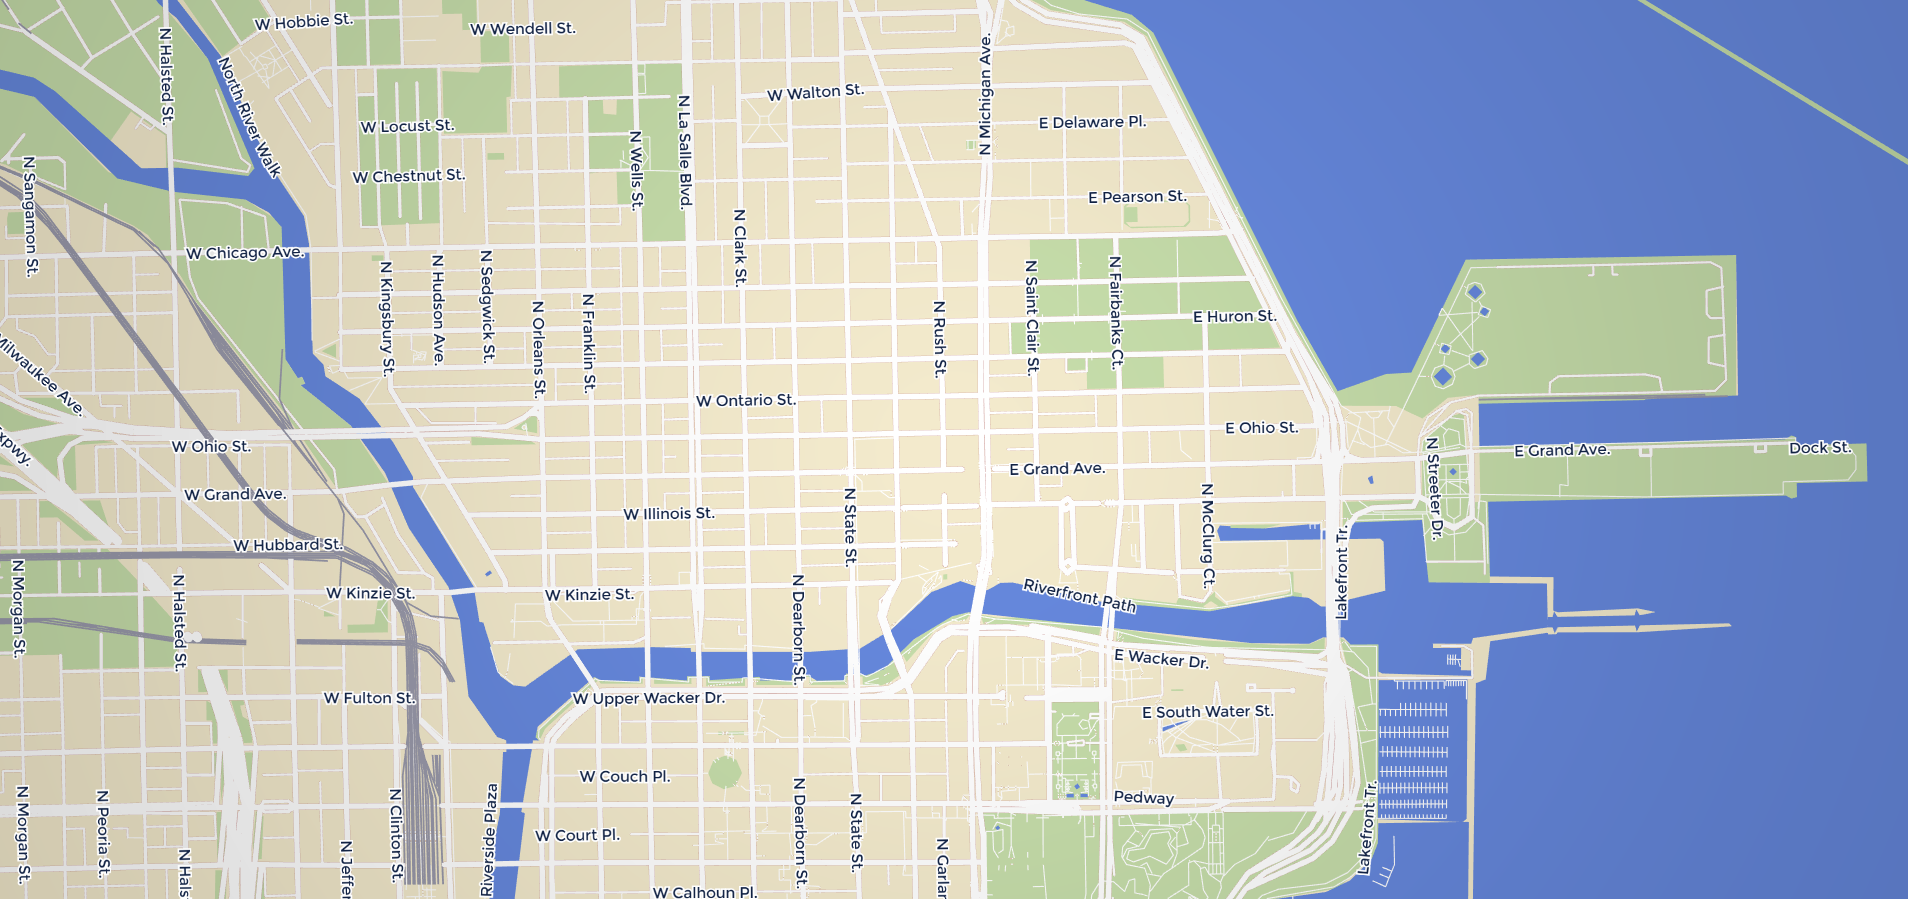 W Hobbie St.
W Wendell St.
N Halsted St.
North River Walk
N Michigan Ave.
W Walton St.
N La Salle Blvd.
W Locust St.
E Delaware Pl.
N Wells St.
N Sangamon St.
W Chestnut St.
E Pearson St.
N Clark St.
W Chicago Ave.
N Kingsbury St.
N Hudson Ave.
N Sedgwick St.
N Saint Clair St.
N Fairbanks Ct.
N Orleans St.
N Franklin St.
N Rush St.
E Huron St.
Milwaukee Ave.
W Ontario St.
E Ohio St.
Expwy.
W Ohio St.
N Streeter Dr.
E Grand Ave.
Dock St.
E Grand Ave.
W Grand Ave.
N State St.
N McClurg Ct.
W Illinois St.
W Hubbard St.
Lakefront Tr.
N Morgan St.
N Halsted St.
W Kinzie St.
W Kinzie St.
N Dearborn St.
Riverfront Path
E Wacker Dr.
W Fulton St.
W Upper Wacker Dr.
E South Water St.
W Couch Pl.
Pedway
N Morgan St.
N Peoria St.
N Clinton St.
Riverside Plaza
N Dearborn St.
N State St.
Lakefront Tr.
W Court Pl.
N Hals
N Jeffer
N Garlan
W Calhoun Pl.